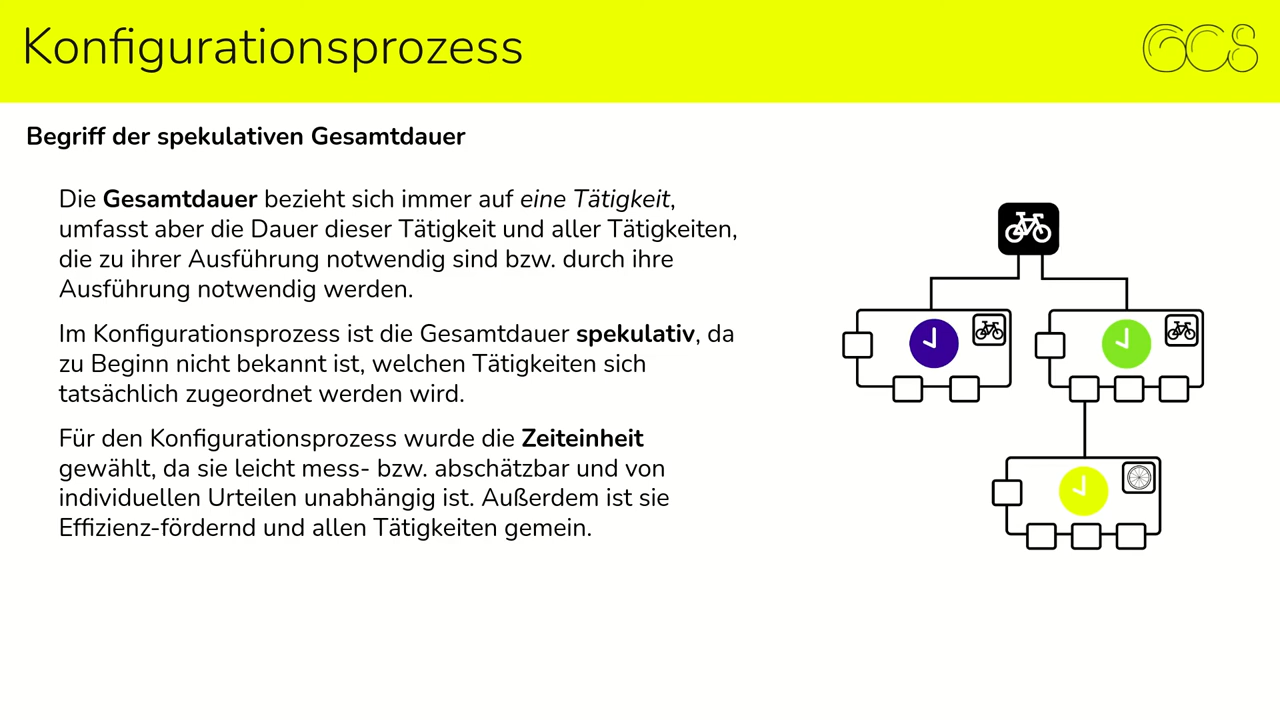 Konfigurationsprozess
GCS
Begriff der spekulativen Gesamtdauer
Die Gesamtdauer bezieht sich immer auf eine Tätigkeit,
umfasst aber die Dauer dieser Tätigkeit und aller Tätigkeiten,
die zu ihrer Ausführung notwendig sind bzw. durch ihre
Ausführung notwendig werden.
Im Konfigurationsprozess ist die Gesamtdauer spekulativ, da
zu Beginn nicht bekannt ist, welchen Tätigkeiten sich
tatsächlich zugeordnet werden wird.
Für den Konfigurationsprozess wurde die Zeiteinheit
gewählt, da sie leicht mess- bzw. abschätzbar und von
individuellen Urteilen unabhängig ist. Außerdem ist sie
Effizienz-fördernd und allen Tätigkeiten gemein.